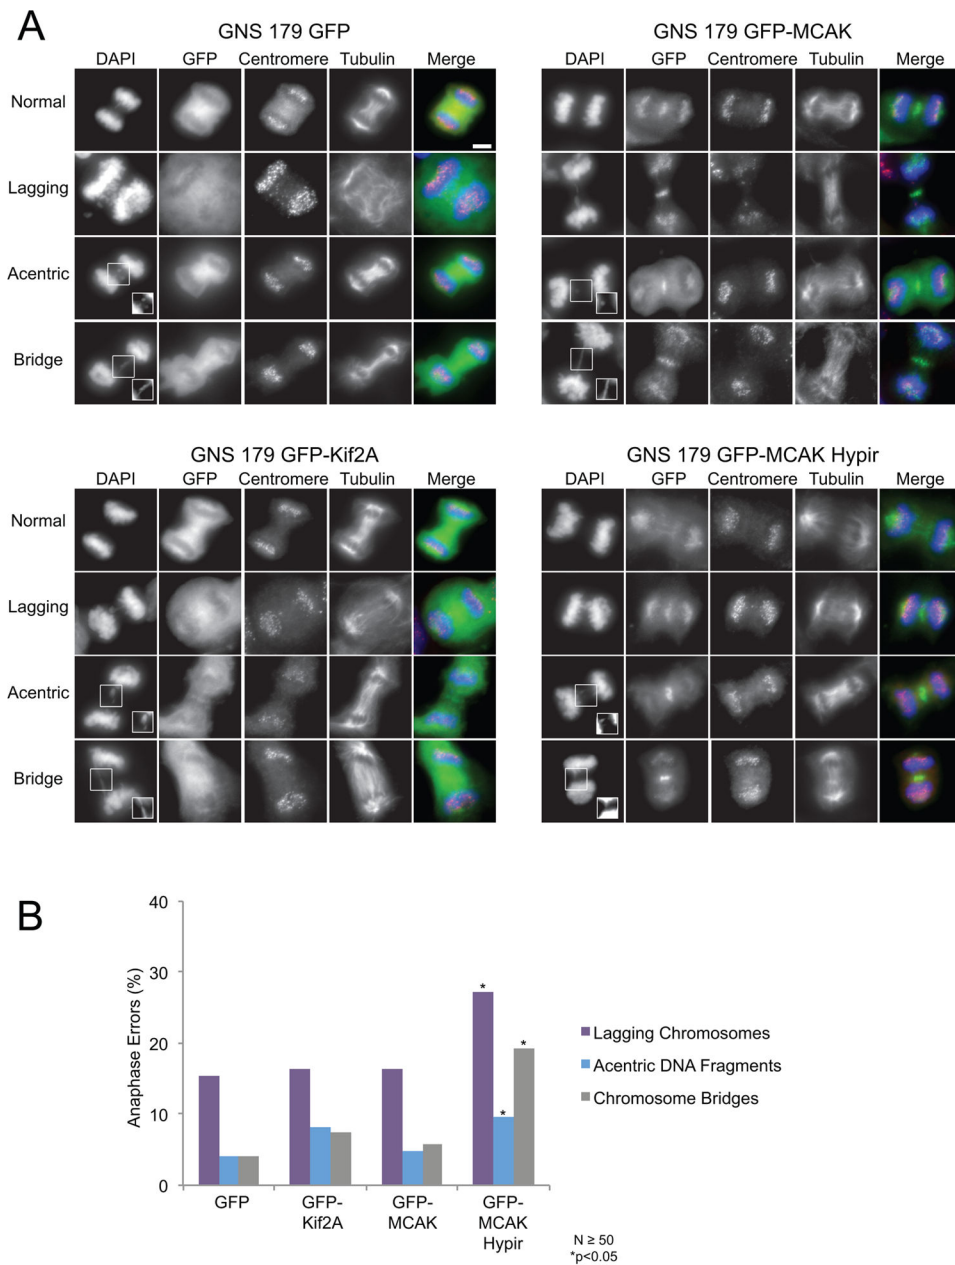 A
GNS 179 GFP
DAPI GFP Centromere Tubulin Merge
Normal
Lagging
Acentric
Bridge
GNS 179 GFP-MCAK
DAPI GFP Centromere Tubulin Merge
GNS 179 GFP-Kif2A
DAPI GFP Centromere Tubulin Merge
Normal
Lagging
Acentric
Bridge
GNS 179 GFP-MCAK Hypir
DAPI GFP Centromere Tubulin Merge
B
Anaphase Errors (%)
40
30
20
10
0
*
*
*
GFP
GFP-
Kif2A
GFP-
MCAK
GFP-
MCAK
Hypir
Lagging Chromosomes
Acentric DNA Fragments
Chromosome Bridges
N ≥ 50
*p<0.05